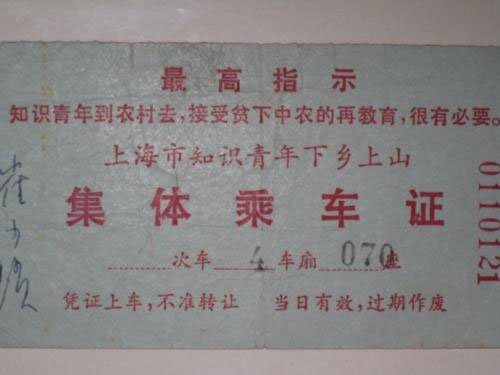 最高指示
知识青年到农村去,接受贫下中农的再教育,很有必要。
上海市知识青年下乡上山
集体乘车证
次车 4 车厢 070 座
凭证上车,不准转让 当日有效,过期作废
0110121